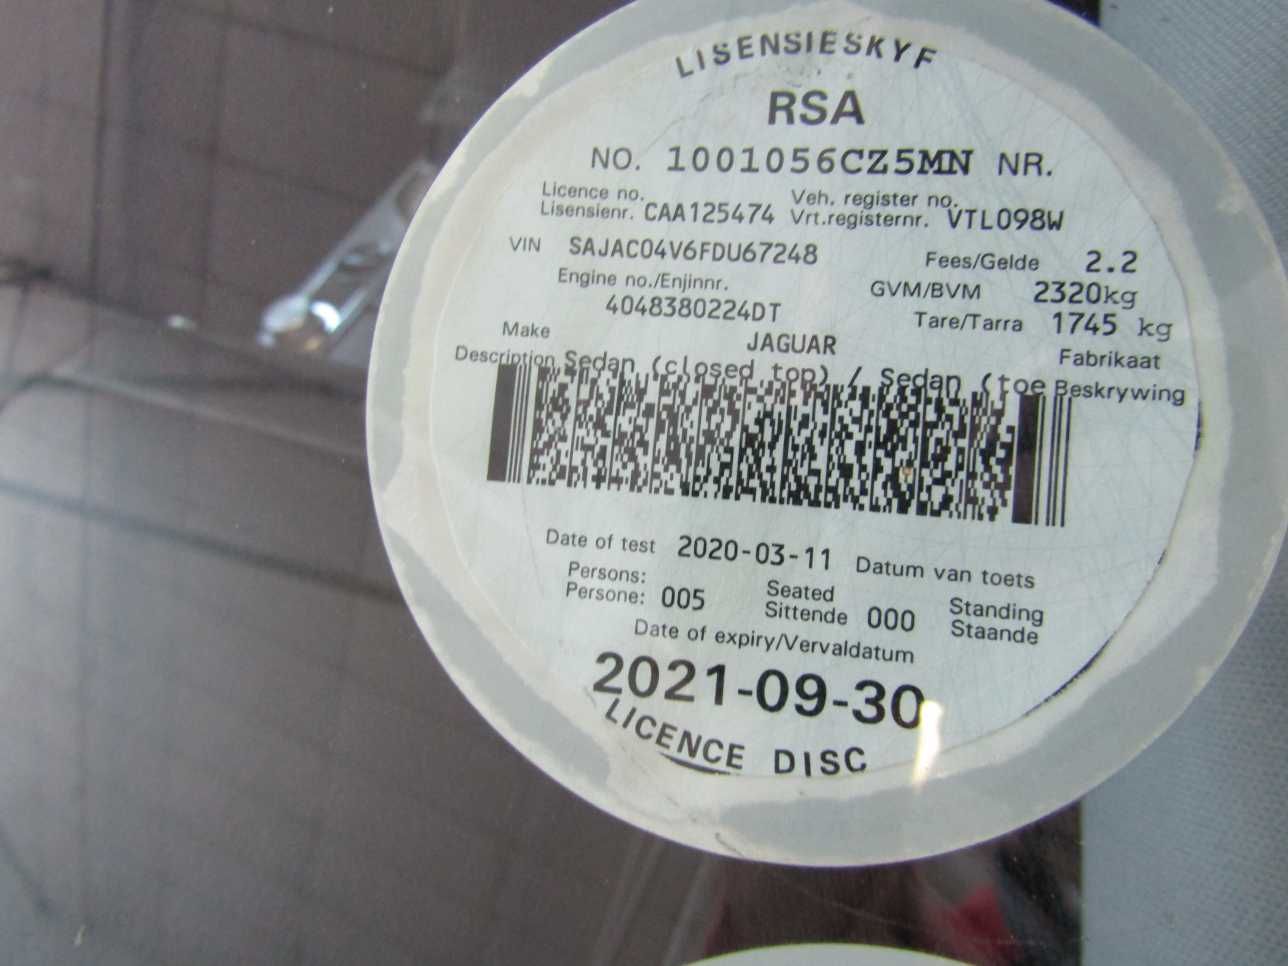 LISENSIESKYF
RSA
NO. 1001056CZ5MN NR.
Licence no. Veh. register no.
Lisensienr. CAA125474 Vrt.registernr. VTL098W
VIN SAJAC04V6FDU67248 Fees/Gelde 2.2
Engine no./Enjinnr. GVM/BVM 2320kg
4048380224DT Tare/Tarra 1745 kg
Make JAGUAR Fabrikaat
Description Sedan (closed top) / Sedan (toe Beskrywing
Date of test 2020-03-11 Datum van toets
Persons: Seated Standing
Persone: 005 Sittende 000 Staande
Date of expiry/Vervaldatum
2021-09-30
LICENCE DISC